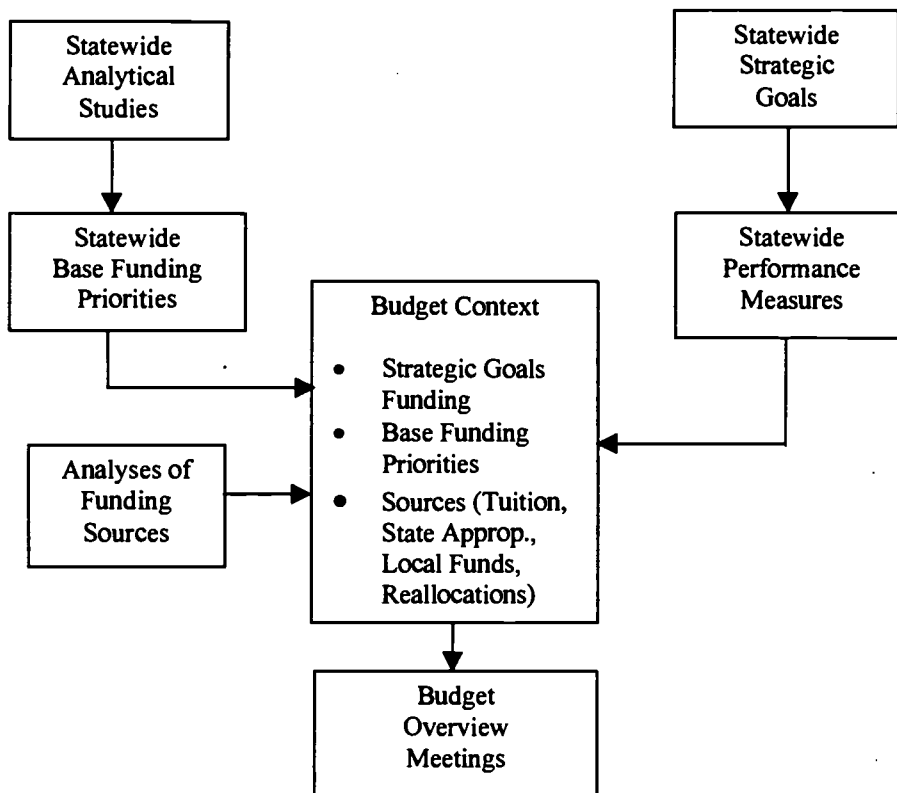 Statewide
Analytical
Studies
Statewide
Strategic
Goals
Statewide
Base Funding
Priorities
Statewide
Performance
Measures
Budget Context
• Strategic Goals
Funding
• Base Funding
Priorities
• Sources (Tuition,
State Approp.,
Local Funds,
Reallocations)
Analyses of
Funding
Sources
Budget
Overview
Meetings